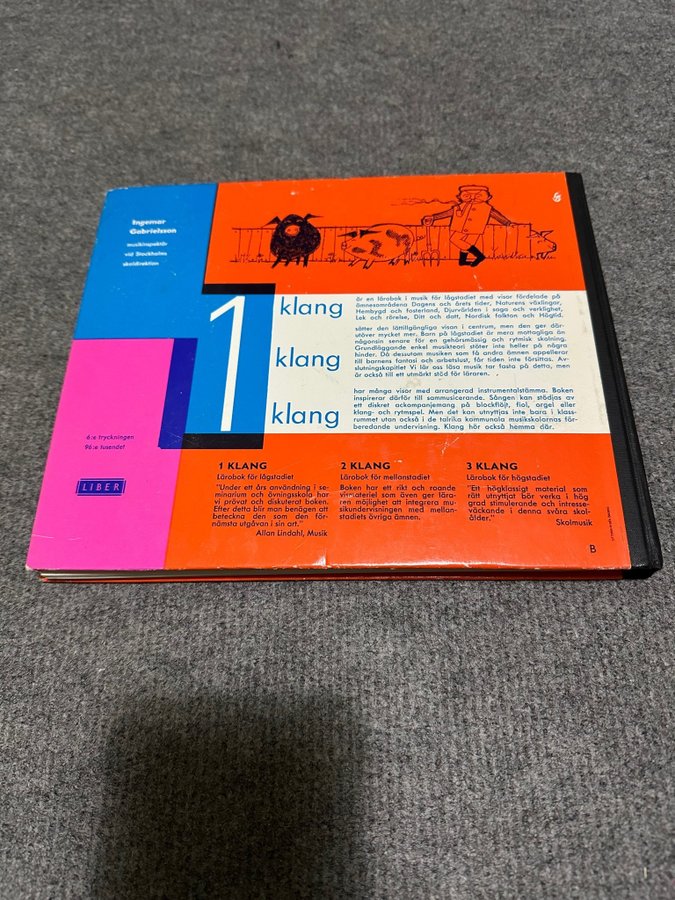 Ingemar
Gabrielsson
musikinspektör
vid Stockholms
skoldirektion
1
klang
är en lärobok i musik för lågstadiet med visor fördelade på
ämnesområdena Dagens och årets tider, Naturens växlingar,
Hembygd och fosterland, Djurvärlden i saga och verklighet,
Lek och rörelse, Ditt och datt, Nordisk folkton och Högtid.
klang
sätter den lättillgängliga visan i centrum, men den ger där-
utöver mycket mer. Barn på lågstadiet är mera mottagliga än
någonsin senare för en gehörsmässig och rytmisk skolning.
Grundläggande enkel musikteori stöter inte heller på några
hinder. Då dessutom musiken som få andra ämnen appellerar
till barnens fantasi och arbetslust, får tiden inte försittas. Av-
slutningskapitlet Vi lär oss läsa musik tar fasta på detta, men
är också till ett utmärkt stöd för läraren.
klang
har många visor med arrangerad instrumentalstämma. Boken
inspirerar därför till sammusicerande. Sången kan stödjas av
ett diskret ackompanjemang på blockflöjt, fiol, orgel eller
klang- och rytmspel. Men det kan utnyttjas inte bara i klass-
rummet utan också i de talrika kommunala musikskolornas för-
beredande undervisning. Klang hör också hemma där.
6:e tryckningen
96:e tusendet
LIBER
1 KLANG
Lärobok för lågstadiet
"Under ett års användning i se-
minarium och övningsskola har
vi prövat och diskuterat boken.
Efter detta blir man benägen att
beteckna den som den för-
nämsta utgåvan i sin art."
Allan Lindahl, Musik
2 KLANG
Lärobok för mellanstadiet
Boken har ett rikt och roande
vismateriel som även ger lära-
ren möjlighet att integrera mu-
sikundervisningen med mellan-
stadiets övriga ämnen.
3 KLANG
Lärobok för högstadiet
"Ett högklassigt material som
rätt utnyttjat bör verka i hög
grad stimulerande och intresse-
väckande i denna svåra skol-
ålder."
Skolmusik
B